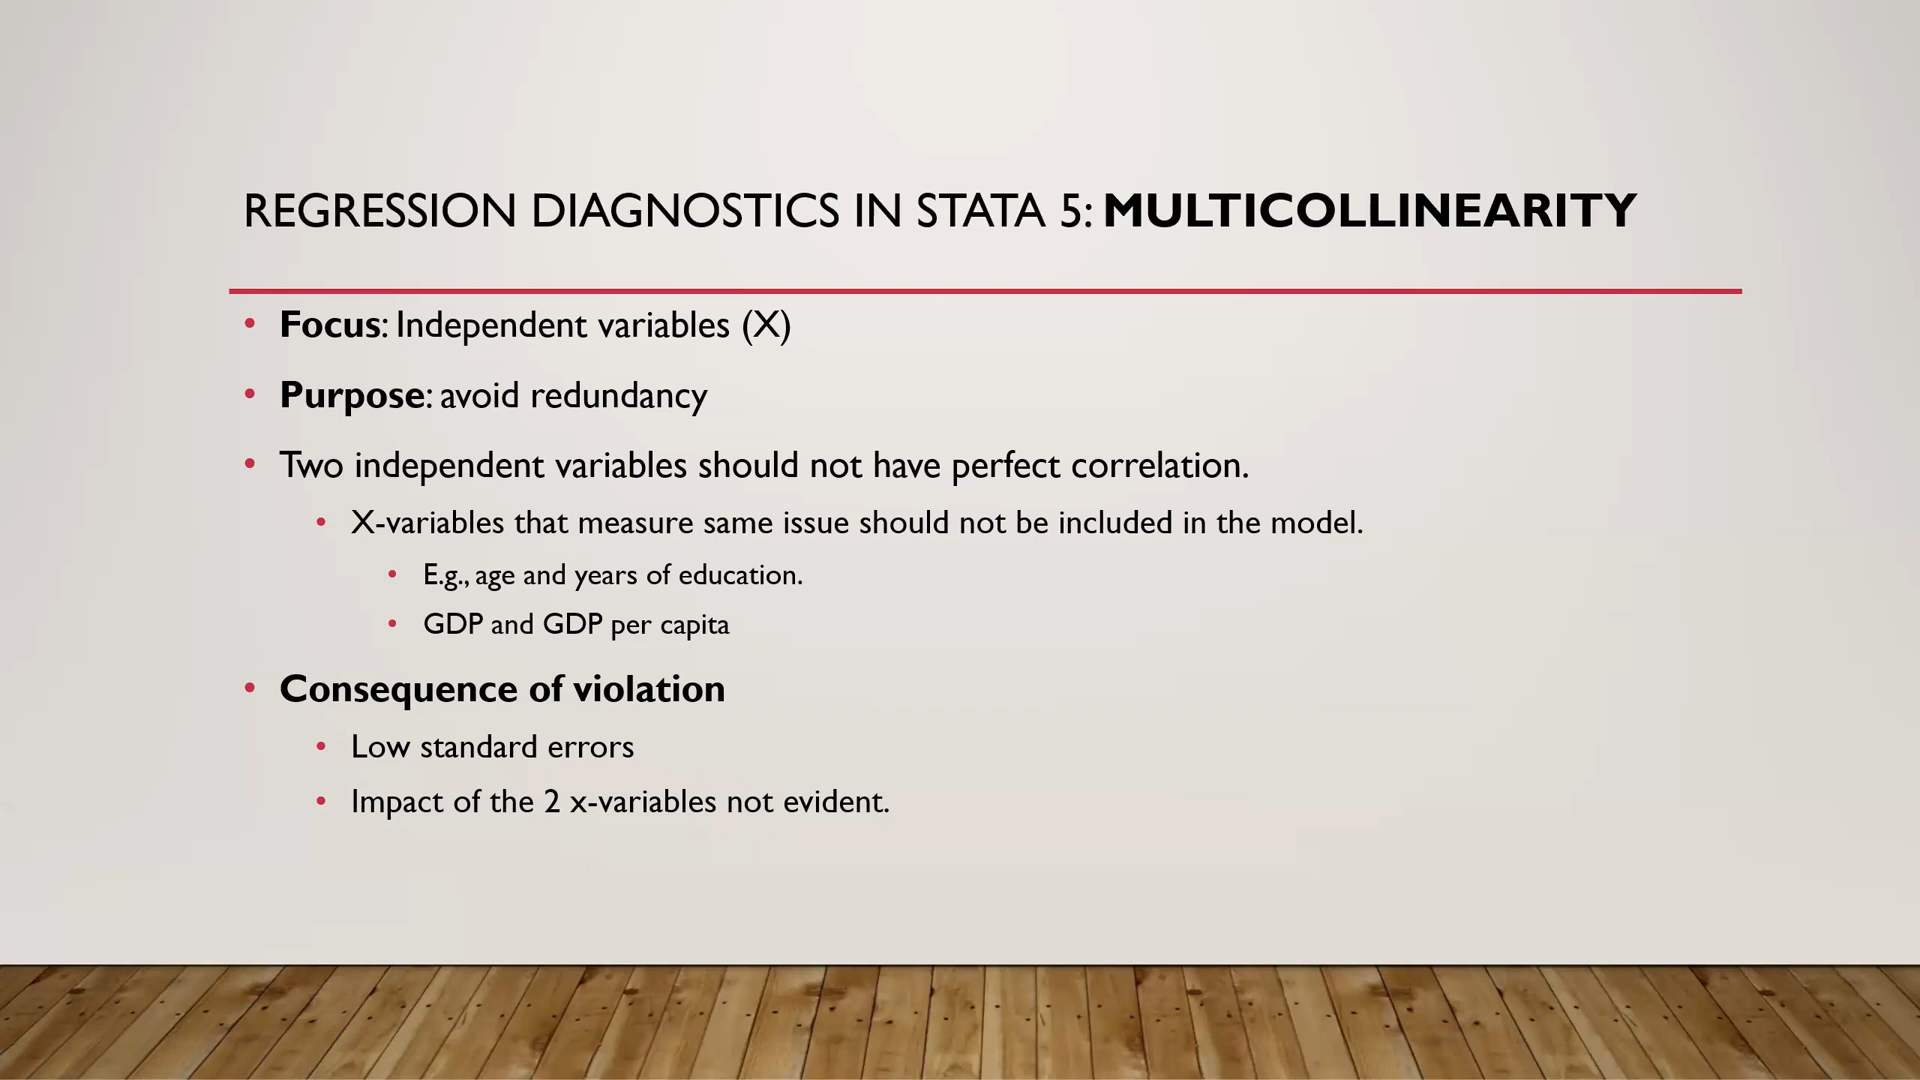 REGRESSION DIAGNOSTICS IN STATA 5: MULTICOLLINEARITY
• Focus: Independent variables (X)
• Purpose: avoid redundancy
• Two independent variables should not have perfect correlation.
• X-variables that measure same issue should not be included in the model.
• E.g., age and years of education.
• GDP and GDP per capita
• Consequence of violation
• Low standard errors
• Impact of the 2 x-variables not evident.